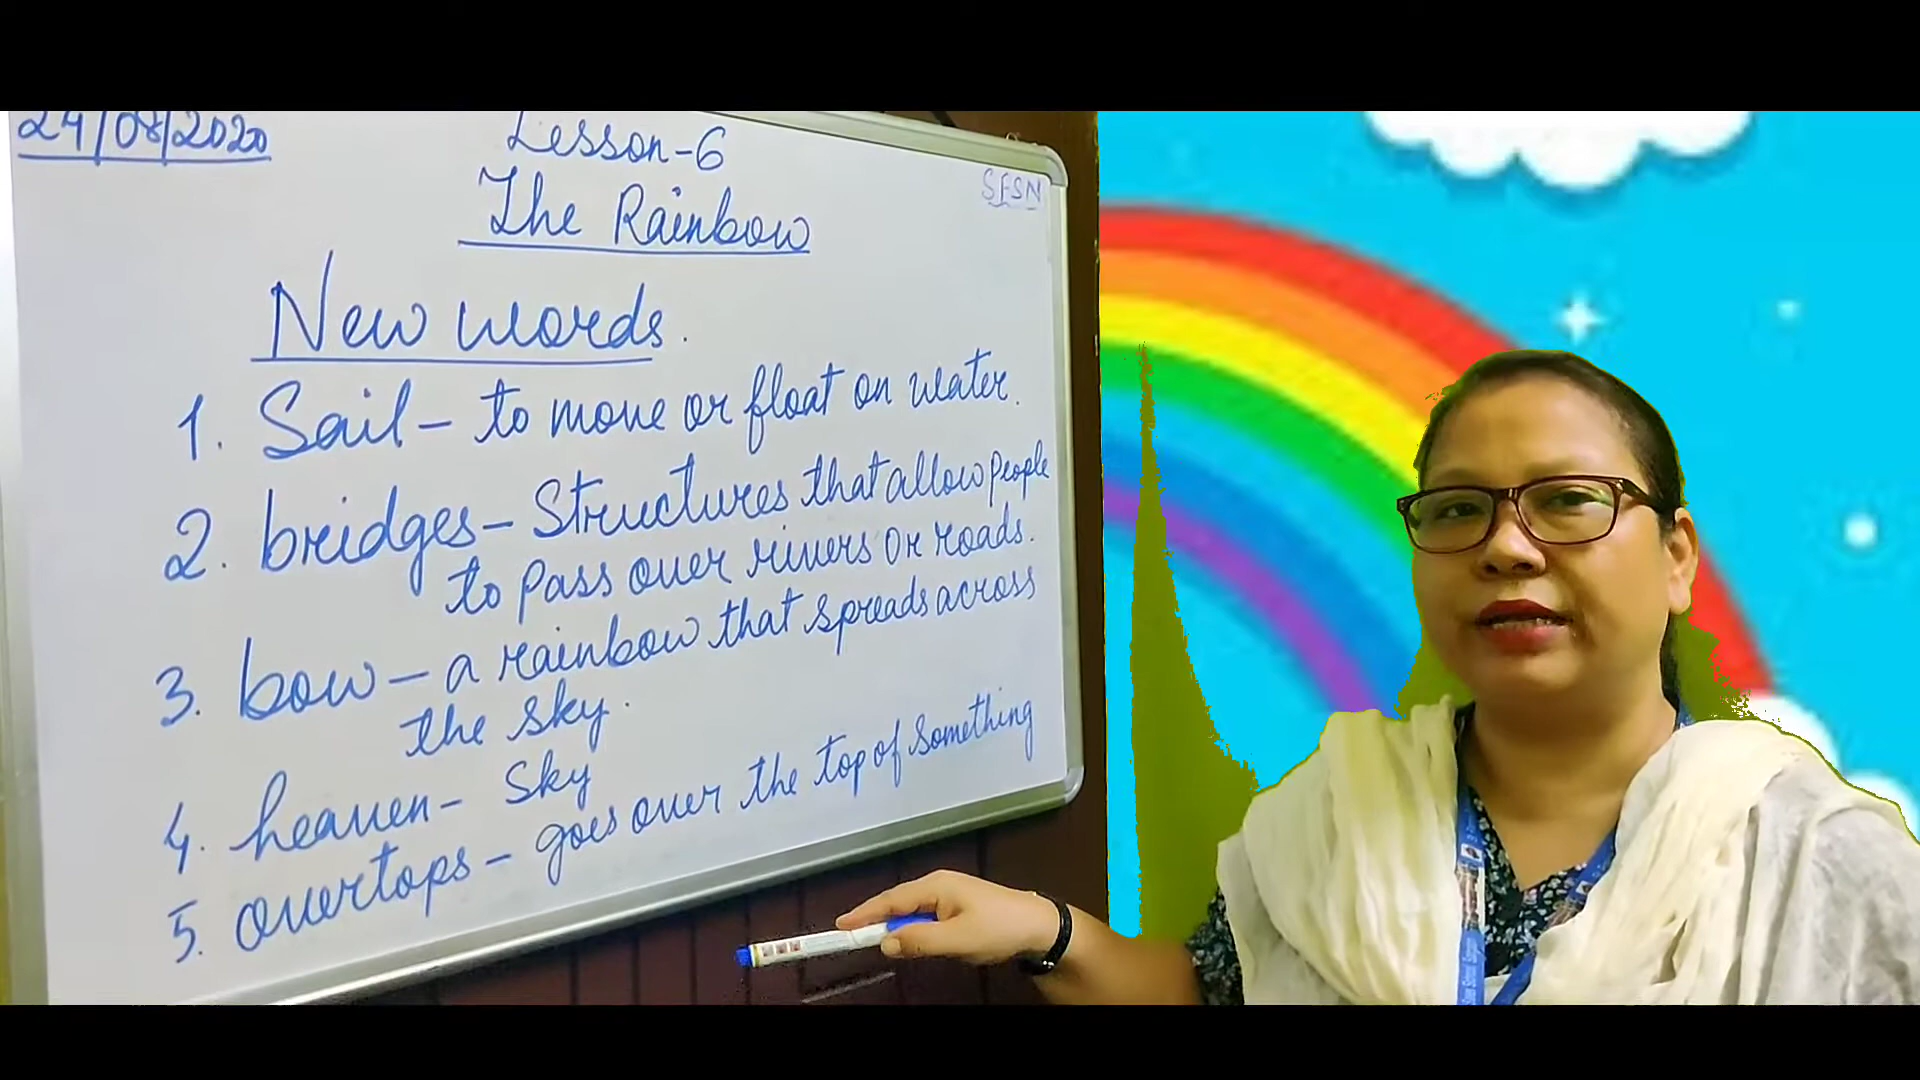 24/08/2020
Lesson-6
SFSN
The Rainbow
New words.
1. Sail - to move or float on water.
2. bridges - Structures that allow people
to pass over rivers or roads.
3. bow - a rainbow that spreads across
the sky.
4. heaven - Sky
5. overtops - goes over the top of something